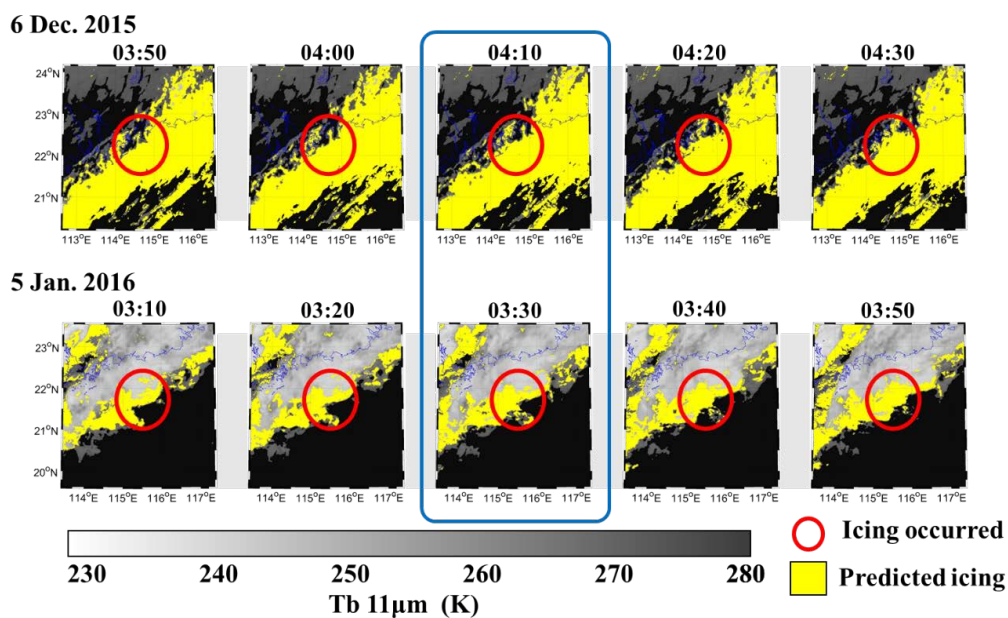 6 Dec. 2015
03:50 04:00 04:10 04:20 04:30
24°N
23°N
22°N
21°N
113°E 114°E 115°E 116°E 113°E 114°E 115°E 116°E 113°E 114°E 115°E 116°E 113°E 114°E 115°E 116°E 113°E 114°E 115°E 116°E
5 Jan. 2016
03:10 03:20 03:30 03:40 03:50
23°N
22°N
21°N
20°N
114°E 115°E 116°E 117°E 114°E 115°E 116°E 117°E 114°E 115°E 116°E 117°E 114°E 115°E 116°E 117°E 114°E 115°E 116°E 117°E
Icing occurred
230 240 250 260 270 280
Predicted icing
Tb 11μm (K)